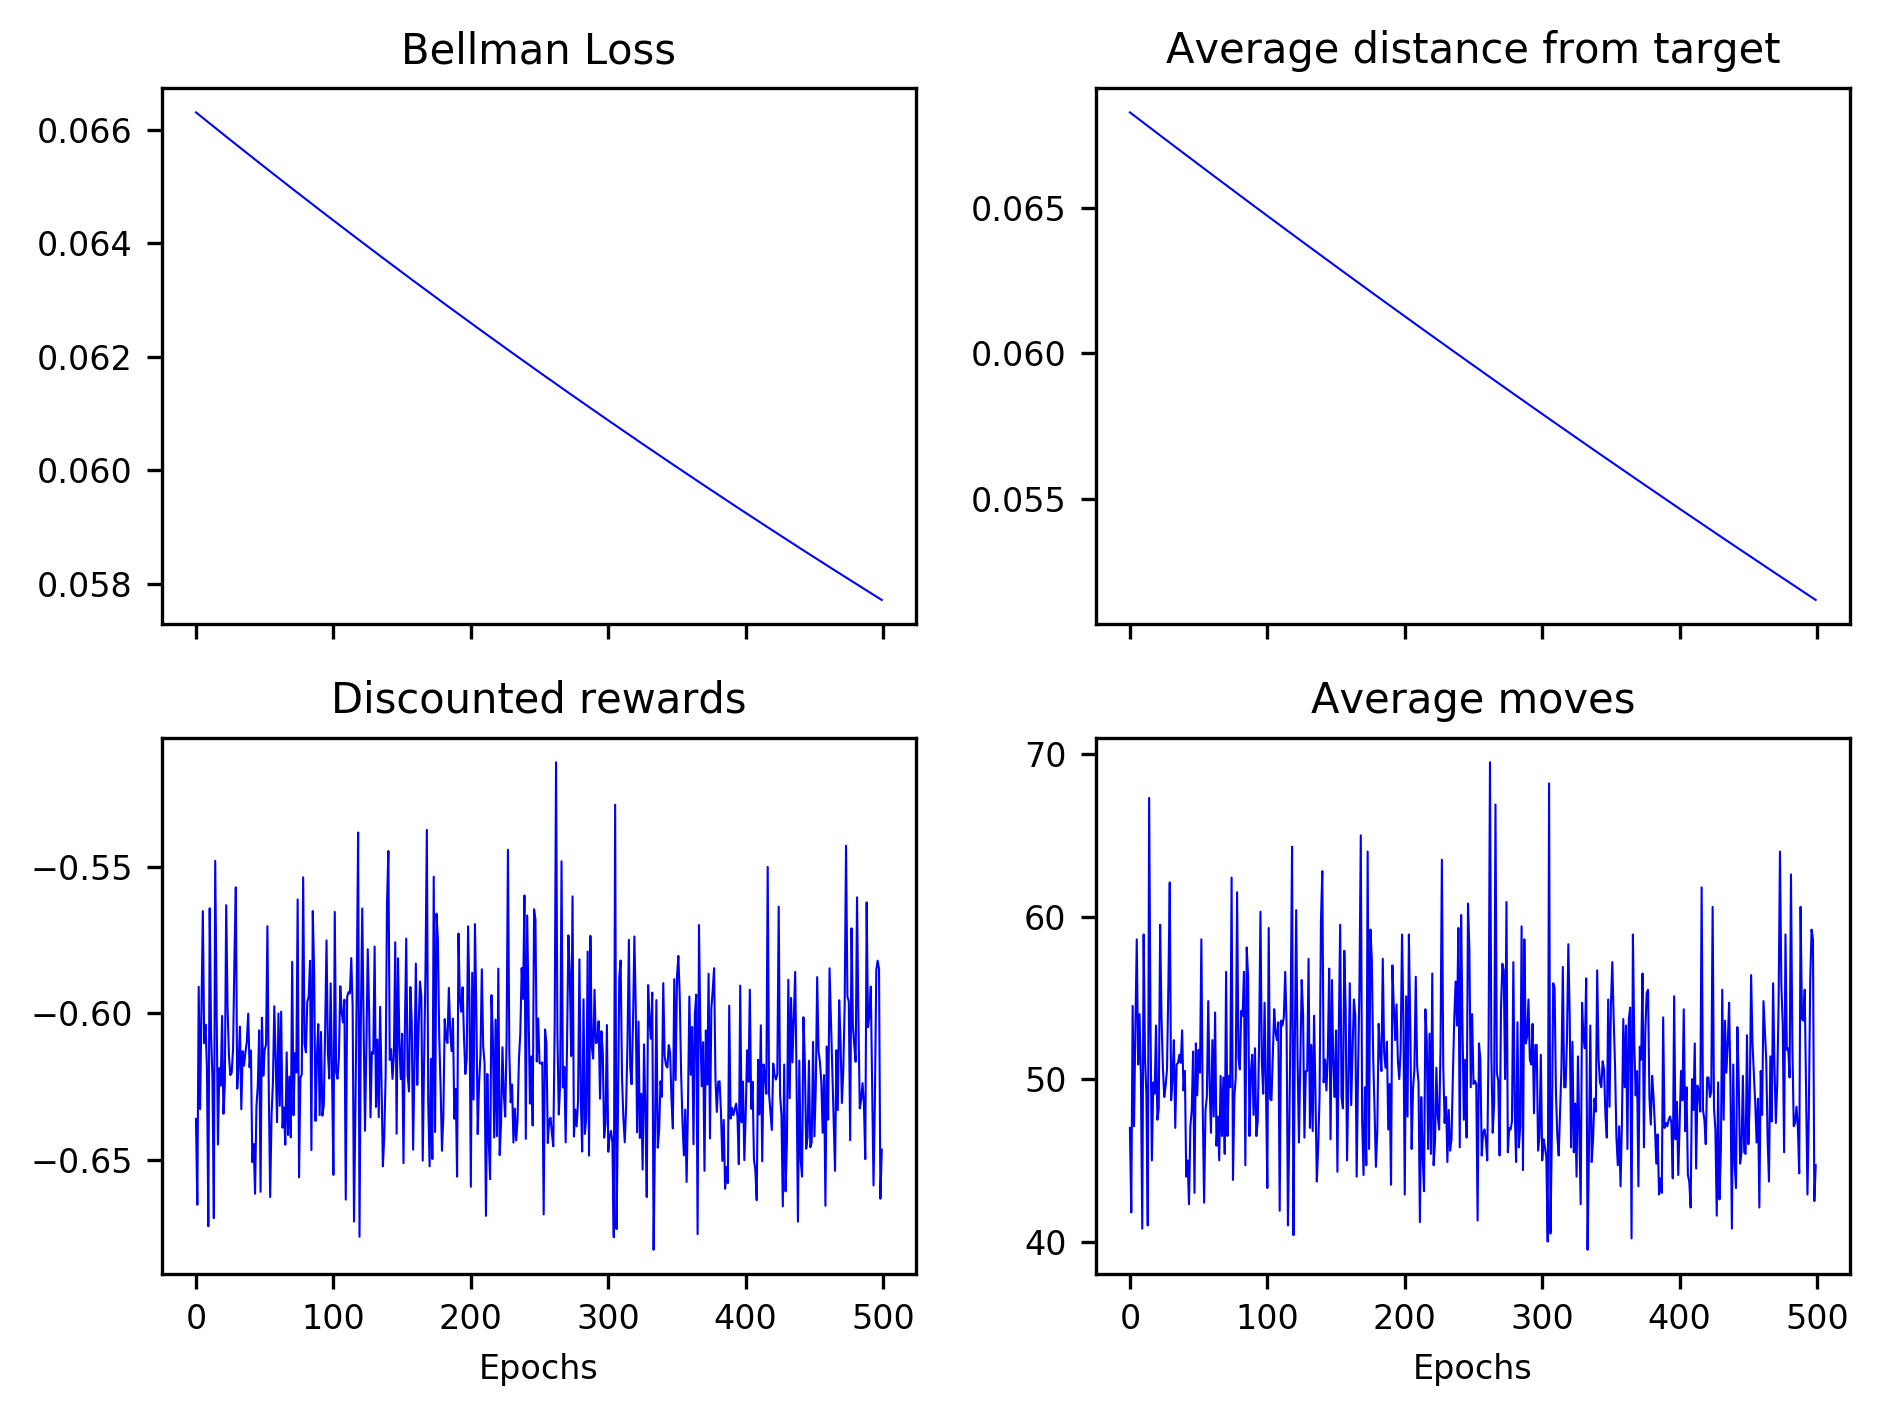 Bellman Loss
0.066
0.064
0.062
0.060
0.058
Average distance from target
0.065
0.060
0.055
Discounted rewards
−0.55
−0.60
−0.65
0 100 200 300 400 500
Epochs
Average moves
70
60
50
40
0 100 200 300 400 500
Epochs